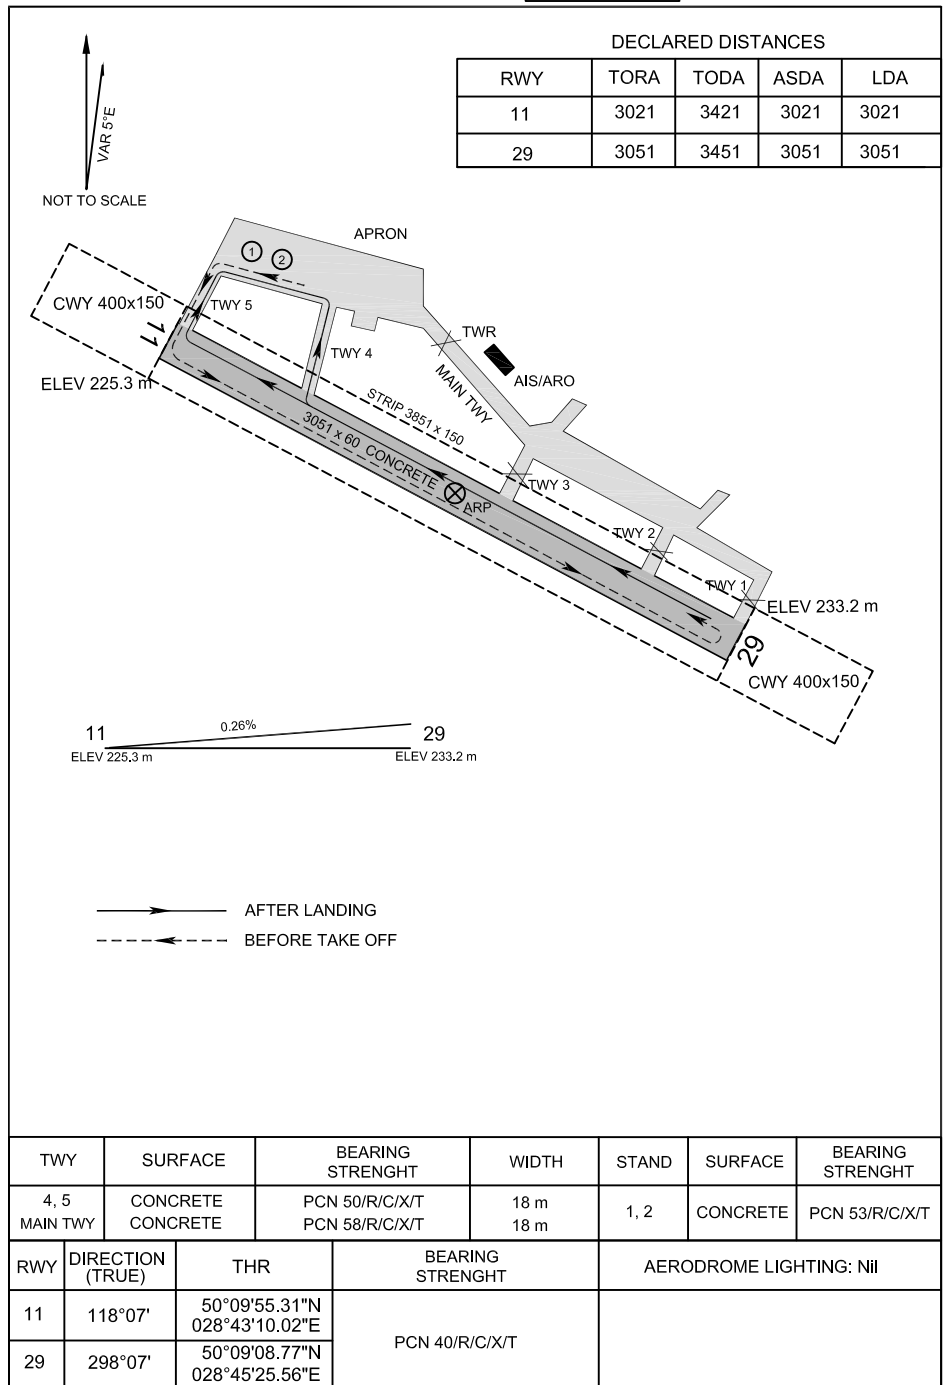 DECLARED DISTANCES
RWY TORA TODA ASDA LDA
11 3021 3421 3021 3021
29 3051 3451 3051 3051
VAR 5°E
NOT TO SCALE
APRON
1 2
CWY 400x150
TWY 5
11
TWR
TWY 4
AIS/ARO
MAIN TWY
ELEV 225.3 m
STRIP 3851 x 150
3051 x 60 CONCRETE
TWY 3
ARP
TWY 2
TWY 1
ELEV 233.2 m
29
CWY 400x150
11 0.26% 29
ELEV 225.3 m ELEV 233.2 m
AFTER LANDING
BEFORE TAKE OFF
TWY SURFACE BEARING STRENGHT WIDTH STAND SURFACE BEARING STRENGHT
4, 5 CONCRETE PCN 50/R/C/X/T 18 m 1, 2 CONCRETE PCN 53/R/C/X/T
MAIN TWY CONCRETE PCN 58/R/C/X/T 18 m
RWY DIRECTION (TRUE) THR BEARING STRENGHT AERODROME LIGHTING: Nil
11 118°07' 50°09'55.31"N
028°43'10.02"E
PCN 40/R/C/X/T
29 298°07' 50°09'08.77"N
028°45'25.56"E